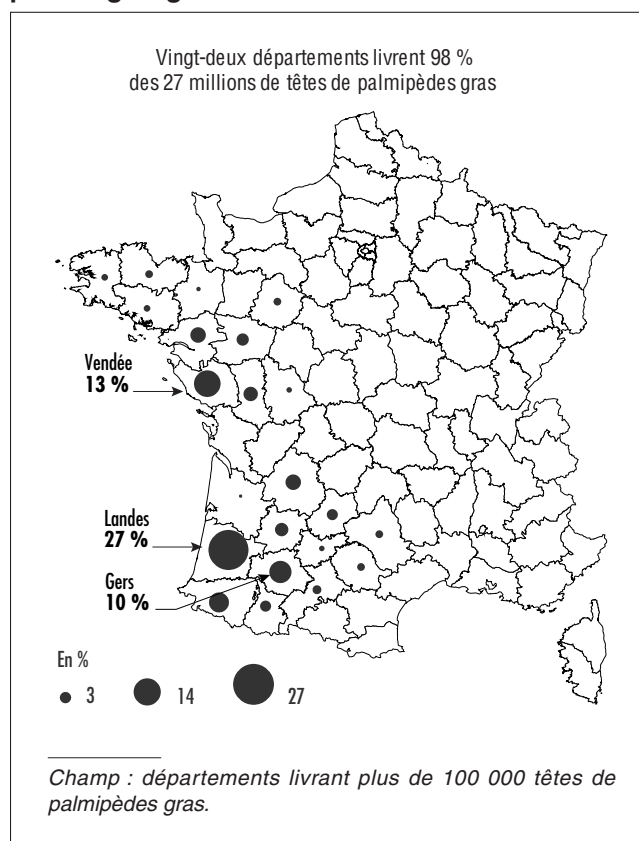 Vingt-deux départements livrent 98 %
des 27 millions de têtes de palmipèdes gras
Vendée
13 %
Landes
27 %
Gers
10 %
En %
3
14
27
Champ : départements livrant plus de 100 000 têtes de
palmipèdes gras.